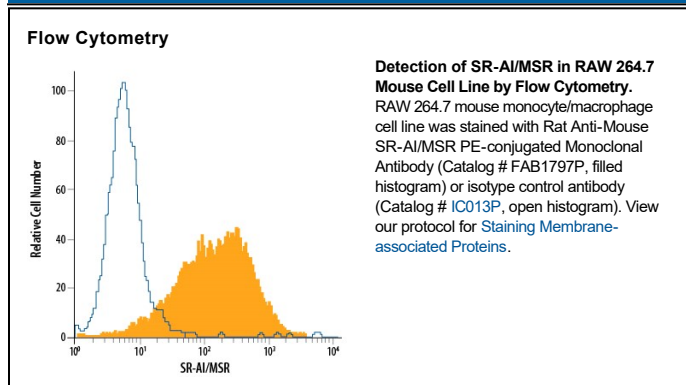 Flow Cytometry
100
80
60
40
20
0
Relative Cell Number
10⁰ 10¹ 10² 10³ 10⁴
SR-AI/MSR
Detection of SR-AI/MSR in RAW 264.7
Mouse Cell Line by Flow Cytometry.
RAW 264.7 mouse monocyte/macrophage
cell line was stained with Rat Anti-Mouse
SR-AI/MSR PE-conjugated Monoclonal
Antibody (Catalog # FAB1797P, filled
histogram) or isotype control antibody
(Catalog # IC013P, open histogram). View
our protocol for Staining Membrane-
associated Proteins.